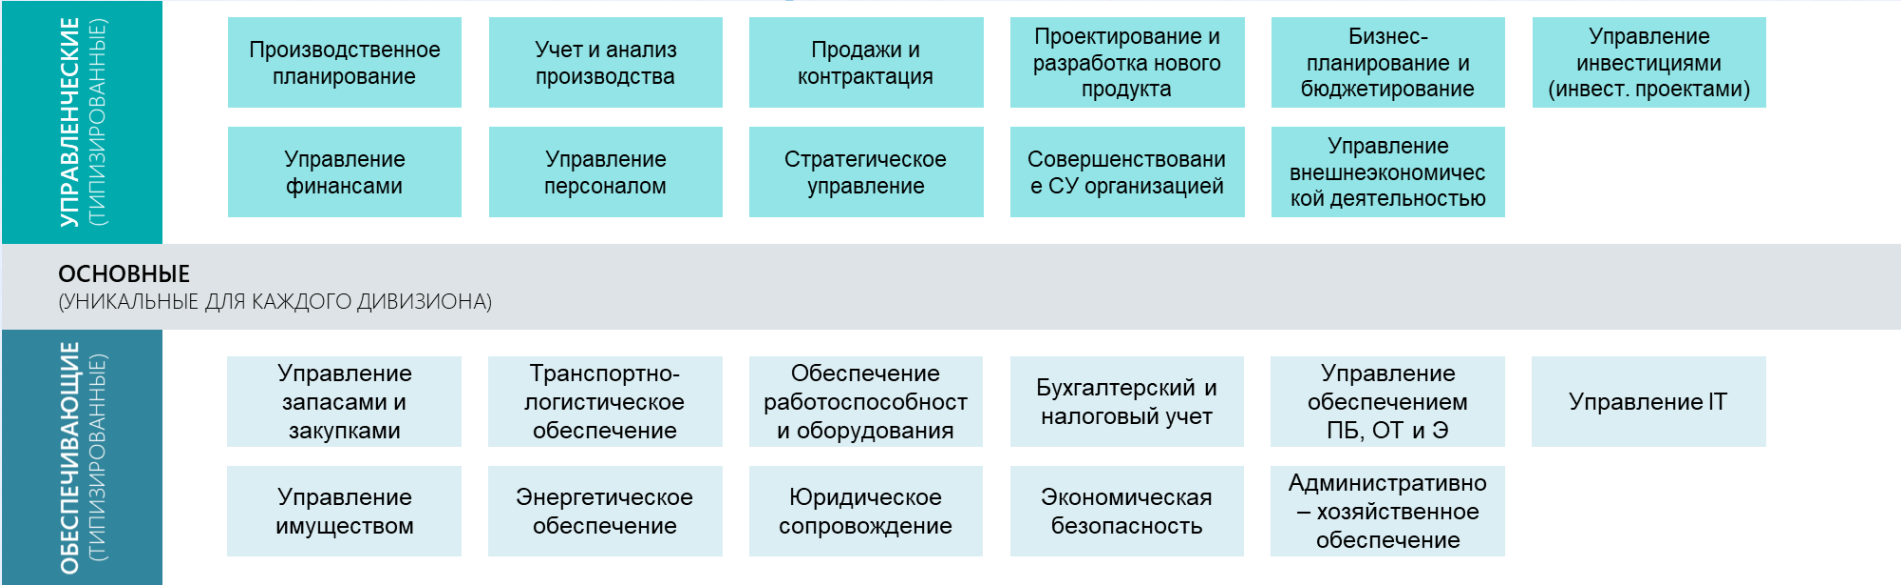 УПРАВЛЕНЧЕСКИЕ
(ТИПИЗИРОВАННЫЕ)
Производственное
планирование
Учет и анализ
производства
Продажи и
контрактация
Проектирование и
разработка нового
продукта
Бизнес-
планирование и
бюджетирование
Управление
инвестициями
(инвест. проектами)
Управление
финансами
Управление
персоналом
Стратегическое
управление
Совершенствовани
е СУ организацией
Управление
внешнеэкономичес
кой деятельностью
ОСНОВНЫЕ
(УНИКАЛЬНЫЕ ДЛЯ КАЖДОГО ДИВИЗИОНА)
ОБЕСПЕЧИВАЮЩИЕ
(ТИПИЗИРОВАННЫЕ)
Управление
запасами и
закупками
Транспортно-
логистическое
обеспечение
Обеспечение
работоспособност
и оборудования
Бухгалтерский и
налоговый учет
Управление
обеспечением
ПБ, ОТ и Э
Управление IT
Управление
имуществом
Энергетическое
обеспечение
Юридическое
сопровождение
Экономическая
безопасность
Административно
– хозяйственное
обеспечение